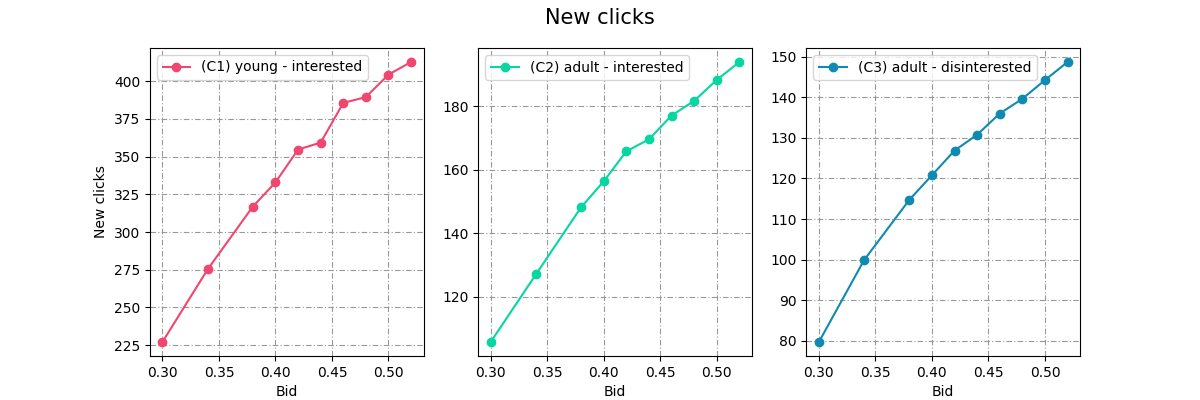 New clicks
(C1) young - interested
400
375
350
325
300
275
250
225
New clicks
0.30 0.35 0.40 0.45 0.50
Bid
(C2) adult - interested
180
160
140
120
0.30 0.35 0.40 0.45 0.50
Bid
(C3) adult - disinterested
150
140
130
120
110
100
90
80
0.30 0.35 0.40 0.45 0.50
Bid